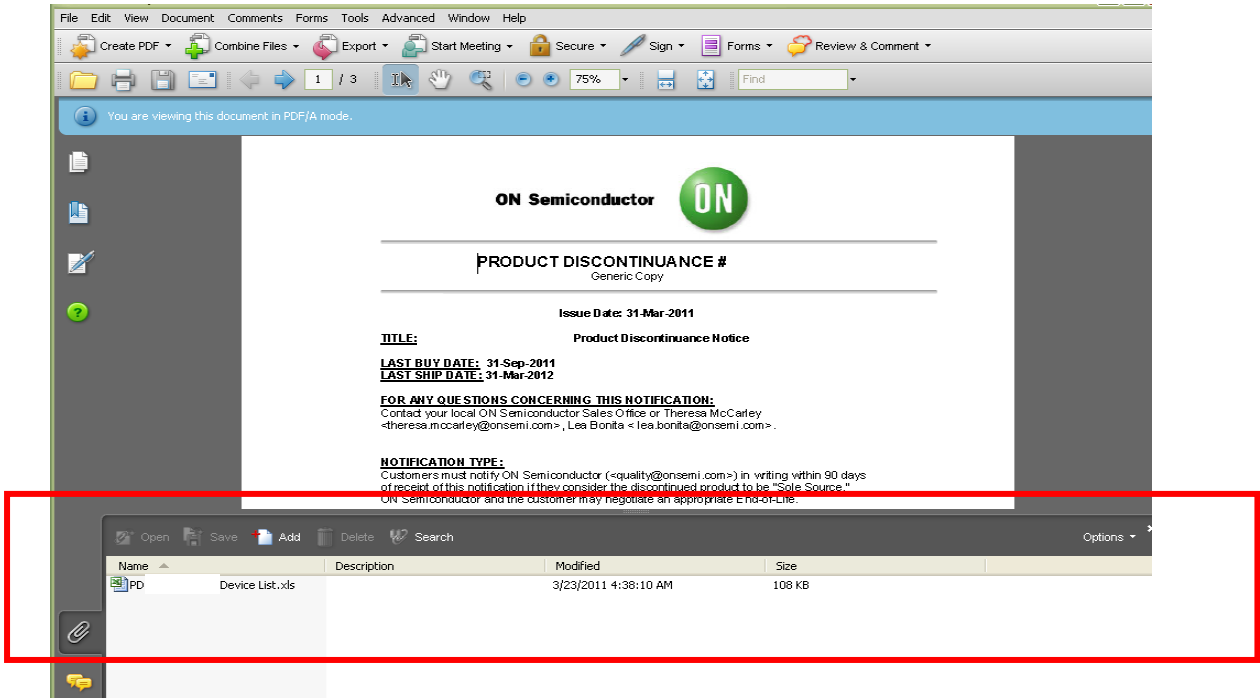 File Edit View Document Comments Forms Tools Advanced Window Help
Create PDF Combine Files Export Start Meeting Secure Sign Forms Review & Comment
1 / 3 75% Find
You are viewing this document in PDF/A mode.
ON Semiconductor ON
PRODUCT DISCONTINUANCE #
Generic Copy
Issue Date: 31-Mar-2011
TITLE: Product Discontinuance Notice
LAST BUY DATE: 31-Sep-2011
LAST SHIP DATE: 31-Mar-2012
FOR ANY QUESTIONS CONCERNING THIS NOTIFICATION:
Contact your local ON Semiconductor Sales Office or Theresa McCarley
<theresa.mccarley@onsemi.com>, Lea Bonita < lea.bonita@onsemi.com>.
NOTIFICATION TYPE:
Customers must notify ON Semiconductor (<quality@onsemi.com>) in writing within 90 days
of receipt of this notification if they consider the discontinued product to be "Sole Source."
ON Semiconductor and the customer may negotiate an appropriate End-of-Life.
Open Save Add Delete Search Options
Name Description Modified Size
PD Device List.xls 3/23/2011 4:38:10 AM 108 KB